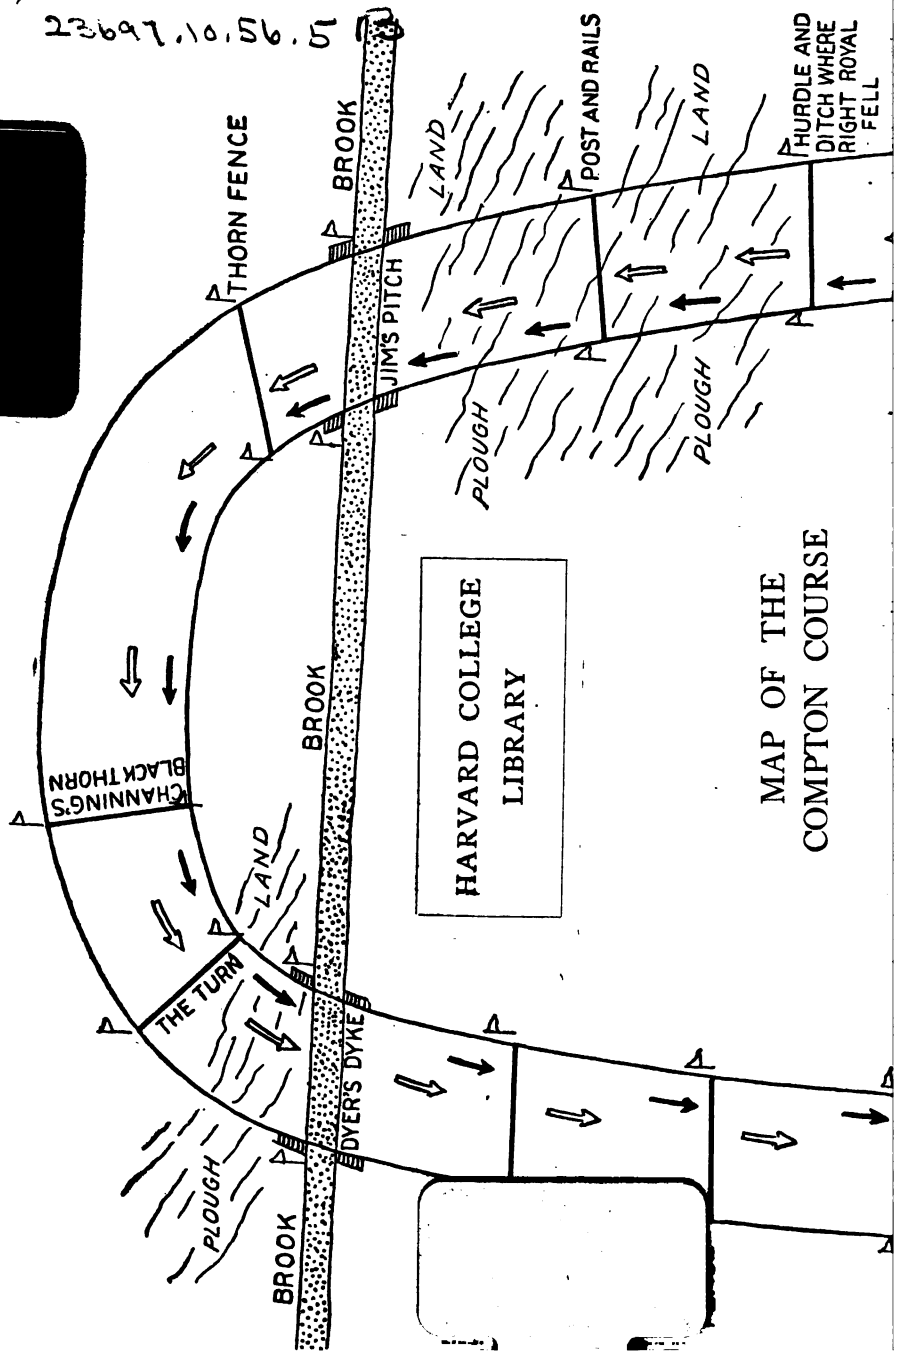 23697.10.56.5
THORN FENCE
BROOK
LAND
POST AND RAILS
LAND
HURDLE AND
DITCH WHERE
RIGHT ROYAL
FELL
JIM'S PITCH
PLOUGH
PLOUGH
BROOK
HARVARD COLLEGE
LIBRARY
MAP OF THE
COMPTON COURSE
CHANNING'S
BLACKTHORN
LAND
THE TURN
DYER'S DYKE
PLOUGH
BROOK